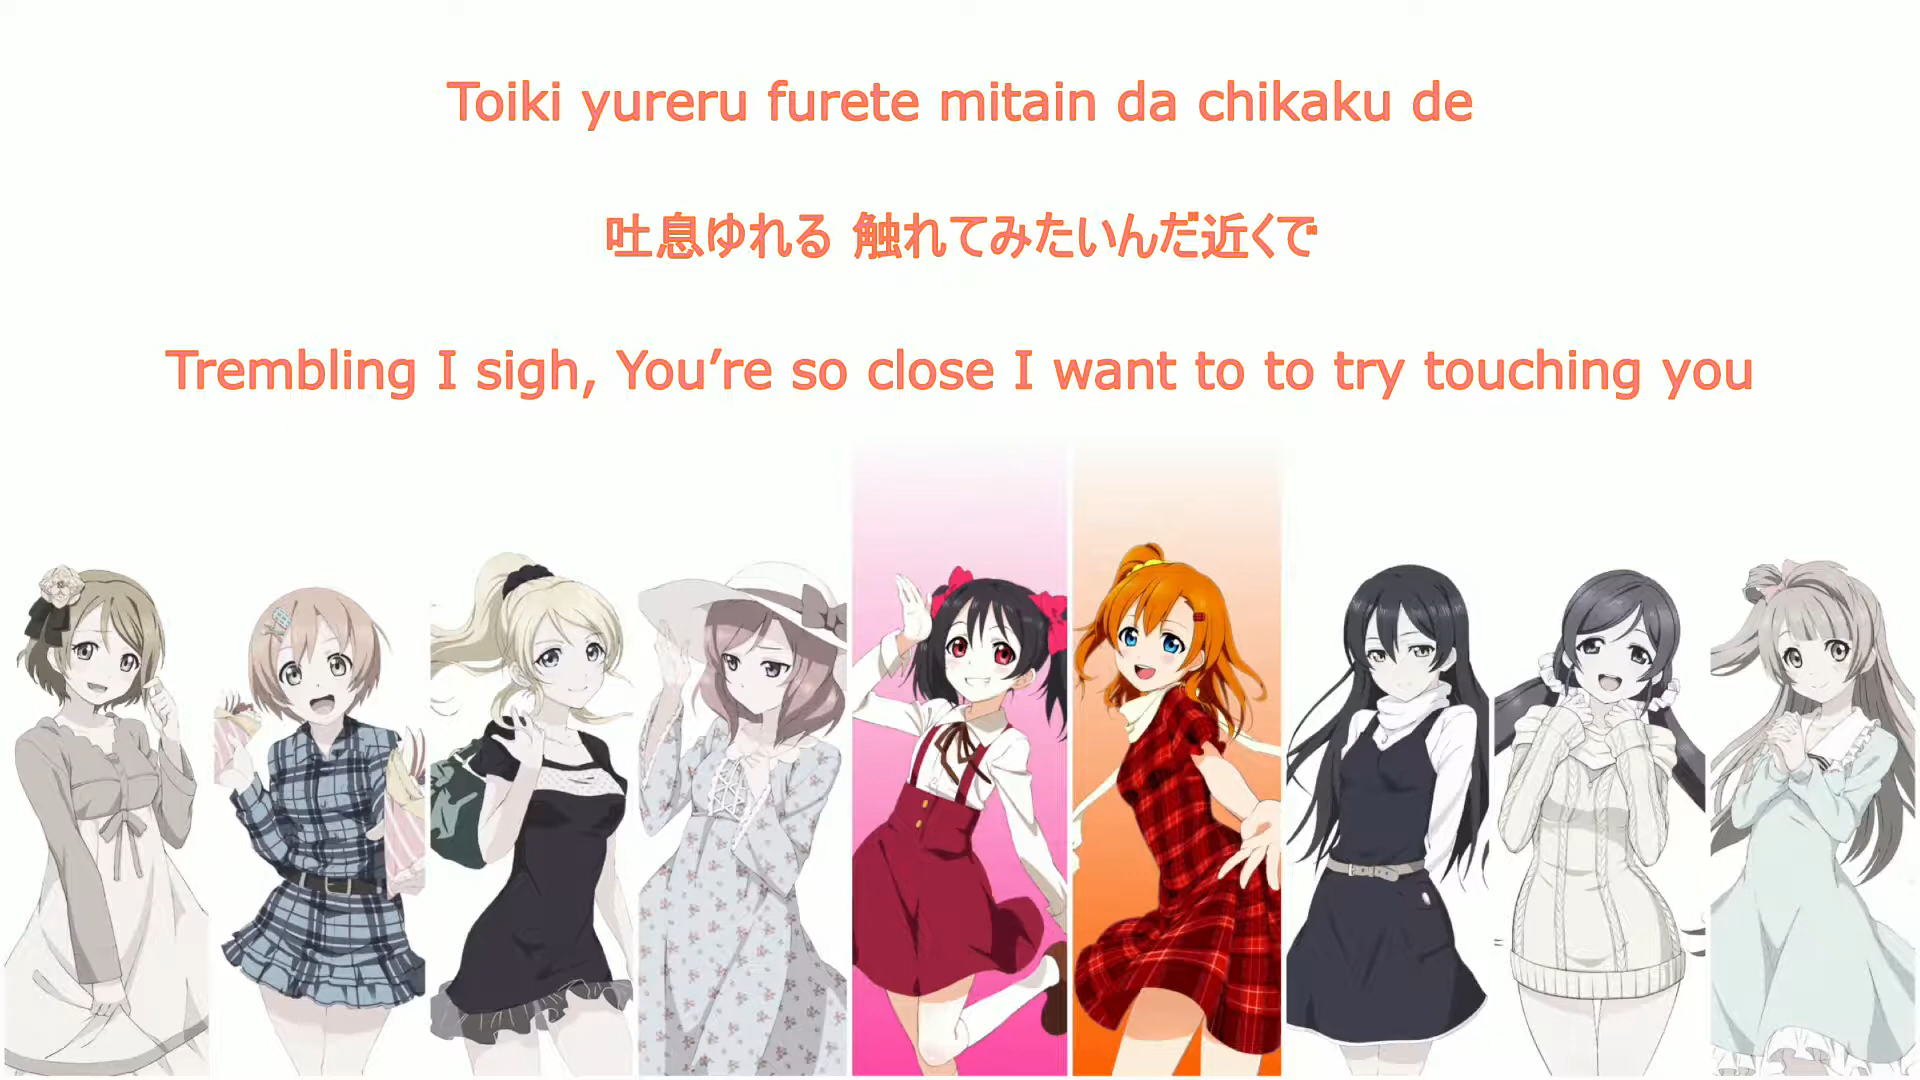 Toiki yureru furete mitain da chikaku de
吐息ゆれる 触れてみたいんだ近くで
Trembling I sigh, You’re so close I want to to try touching you